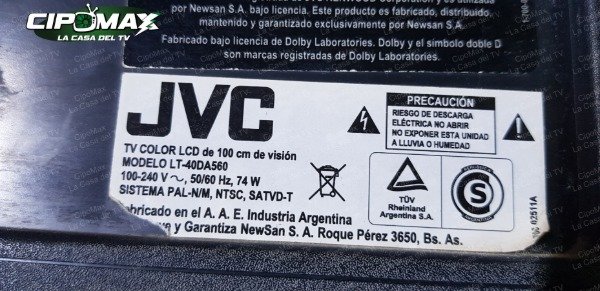 CIPOMAX
LA CASA DEL TV
por Newsan S.A. bajo licencia. Este producto es fabricado, distribuido,
mantenido y garantizado exclusivamente por Newsan S.A.
Fabricado bajo licencia de Dolby Laboratories. Dolby y el símbolo doble D
son marcas registradas de Dolby Laboratories.
JVC
TV COLOR LCD de 100 cm de visión
MODELO LT-40DA560
100-240 V ~, 50/60 Hz, 74 W
SISTEMA PAL-N/M, NTSC, SATVD-T
PRECAUCIÓN
RIESGO DE DESCARGA
ELÉCTRICA NO ABRIR
NO EXPONER ESTA UNIDAD
A LLUVIA O HUMEDAD
TÜV
Rheinland
Argentina S.A.
S
abricado en el A. A. E. Industria Argentina
uye y Garantiza NewSan S. A. Roque Pérez 3650, Bs. As.